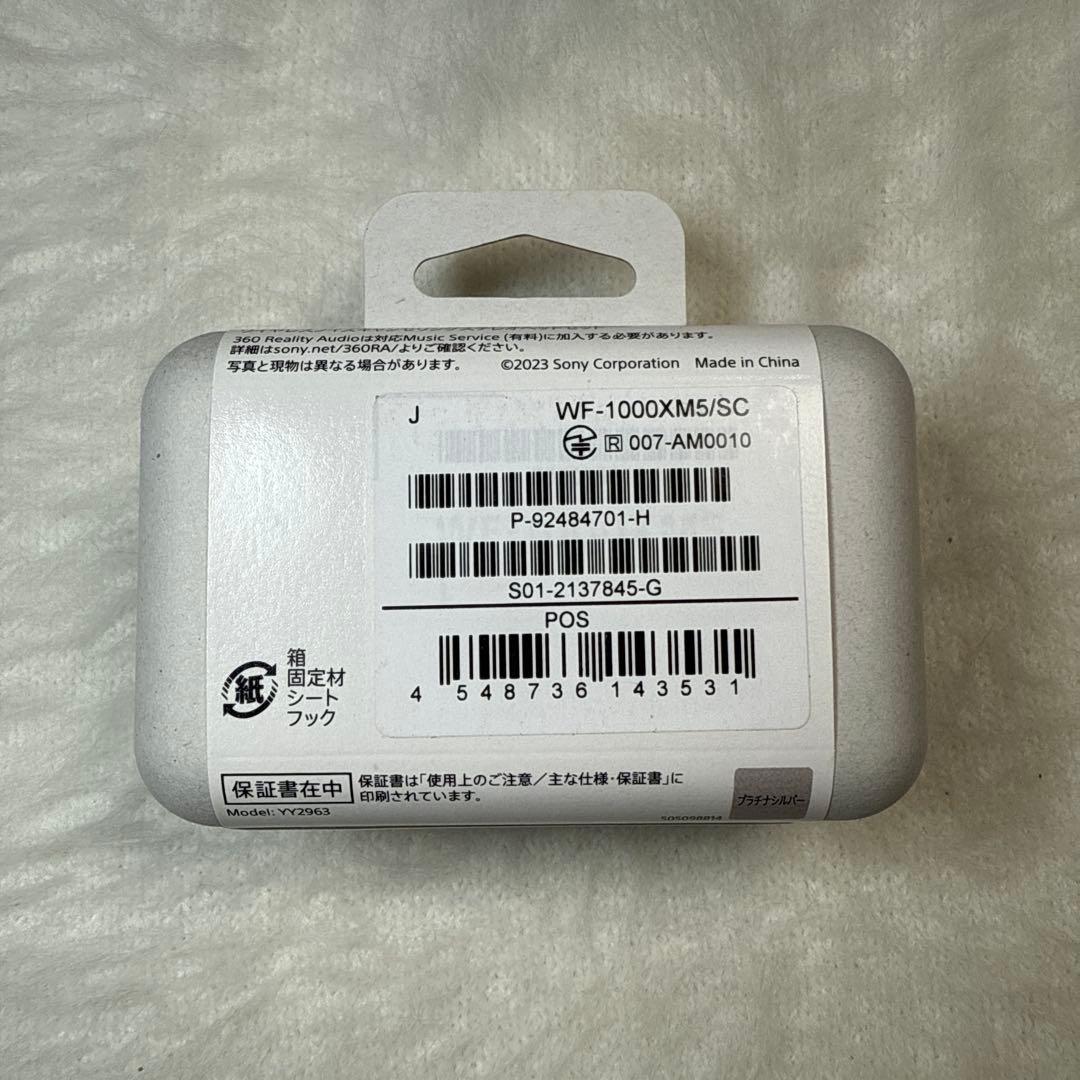 360 Reality Audioは対応Music Service (有料)に加入する必要があります。
詳細はsony.net/360RA/よりご確認ください。
写真と現物は異なる場合があります。 ©2023 Sony Corporation Made in China
J WF-1000XM5/SC
R 007-AM0010
P-92484701-H
S01-2137845-G
POS
4 548736 143531
紙
箱
固定材
シート
フック
保証書在中
保証書は「使用上のご注意/主な仕様・保証書」に
印刷されています。
プラチナシルバー
Model: YY2963